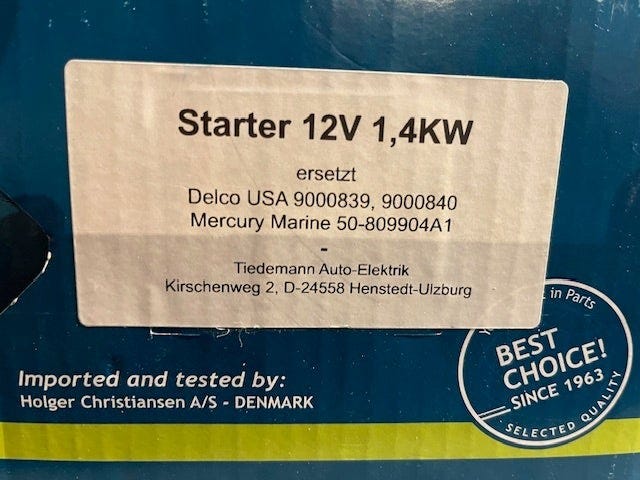 Starter 12V 1,4KW
ersetzt
Delco USA 9000839, 9000840
Mercury Marine 50-809904A1
-
Tiedemann Auto-Elektrik
Kirschenweg 2, D-24558 Henstedt-Ulzburg
in Parts
BEST
CHOICE!
SINCE 1963
SELECTED QUALITY
Imported and tested by:
Holger Christiansen A/S - DENMARK